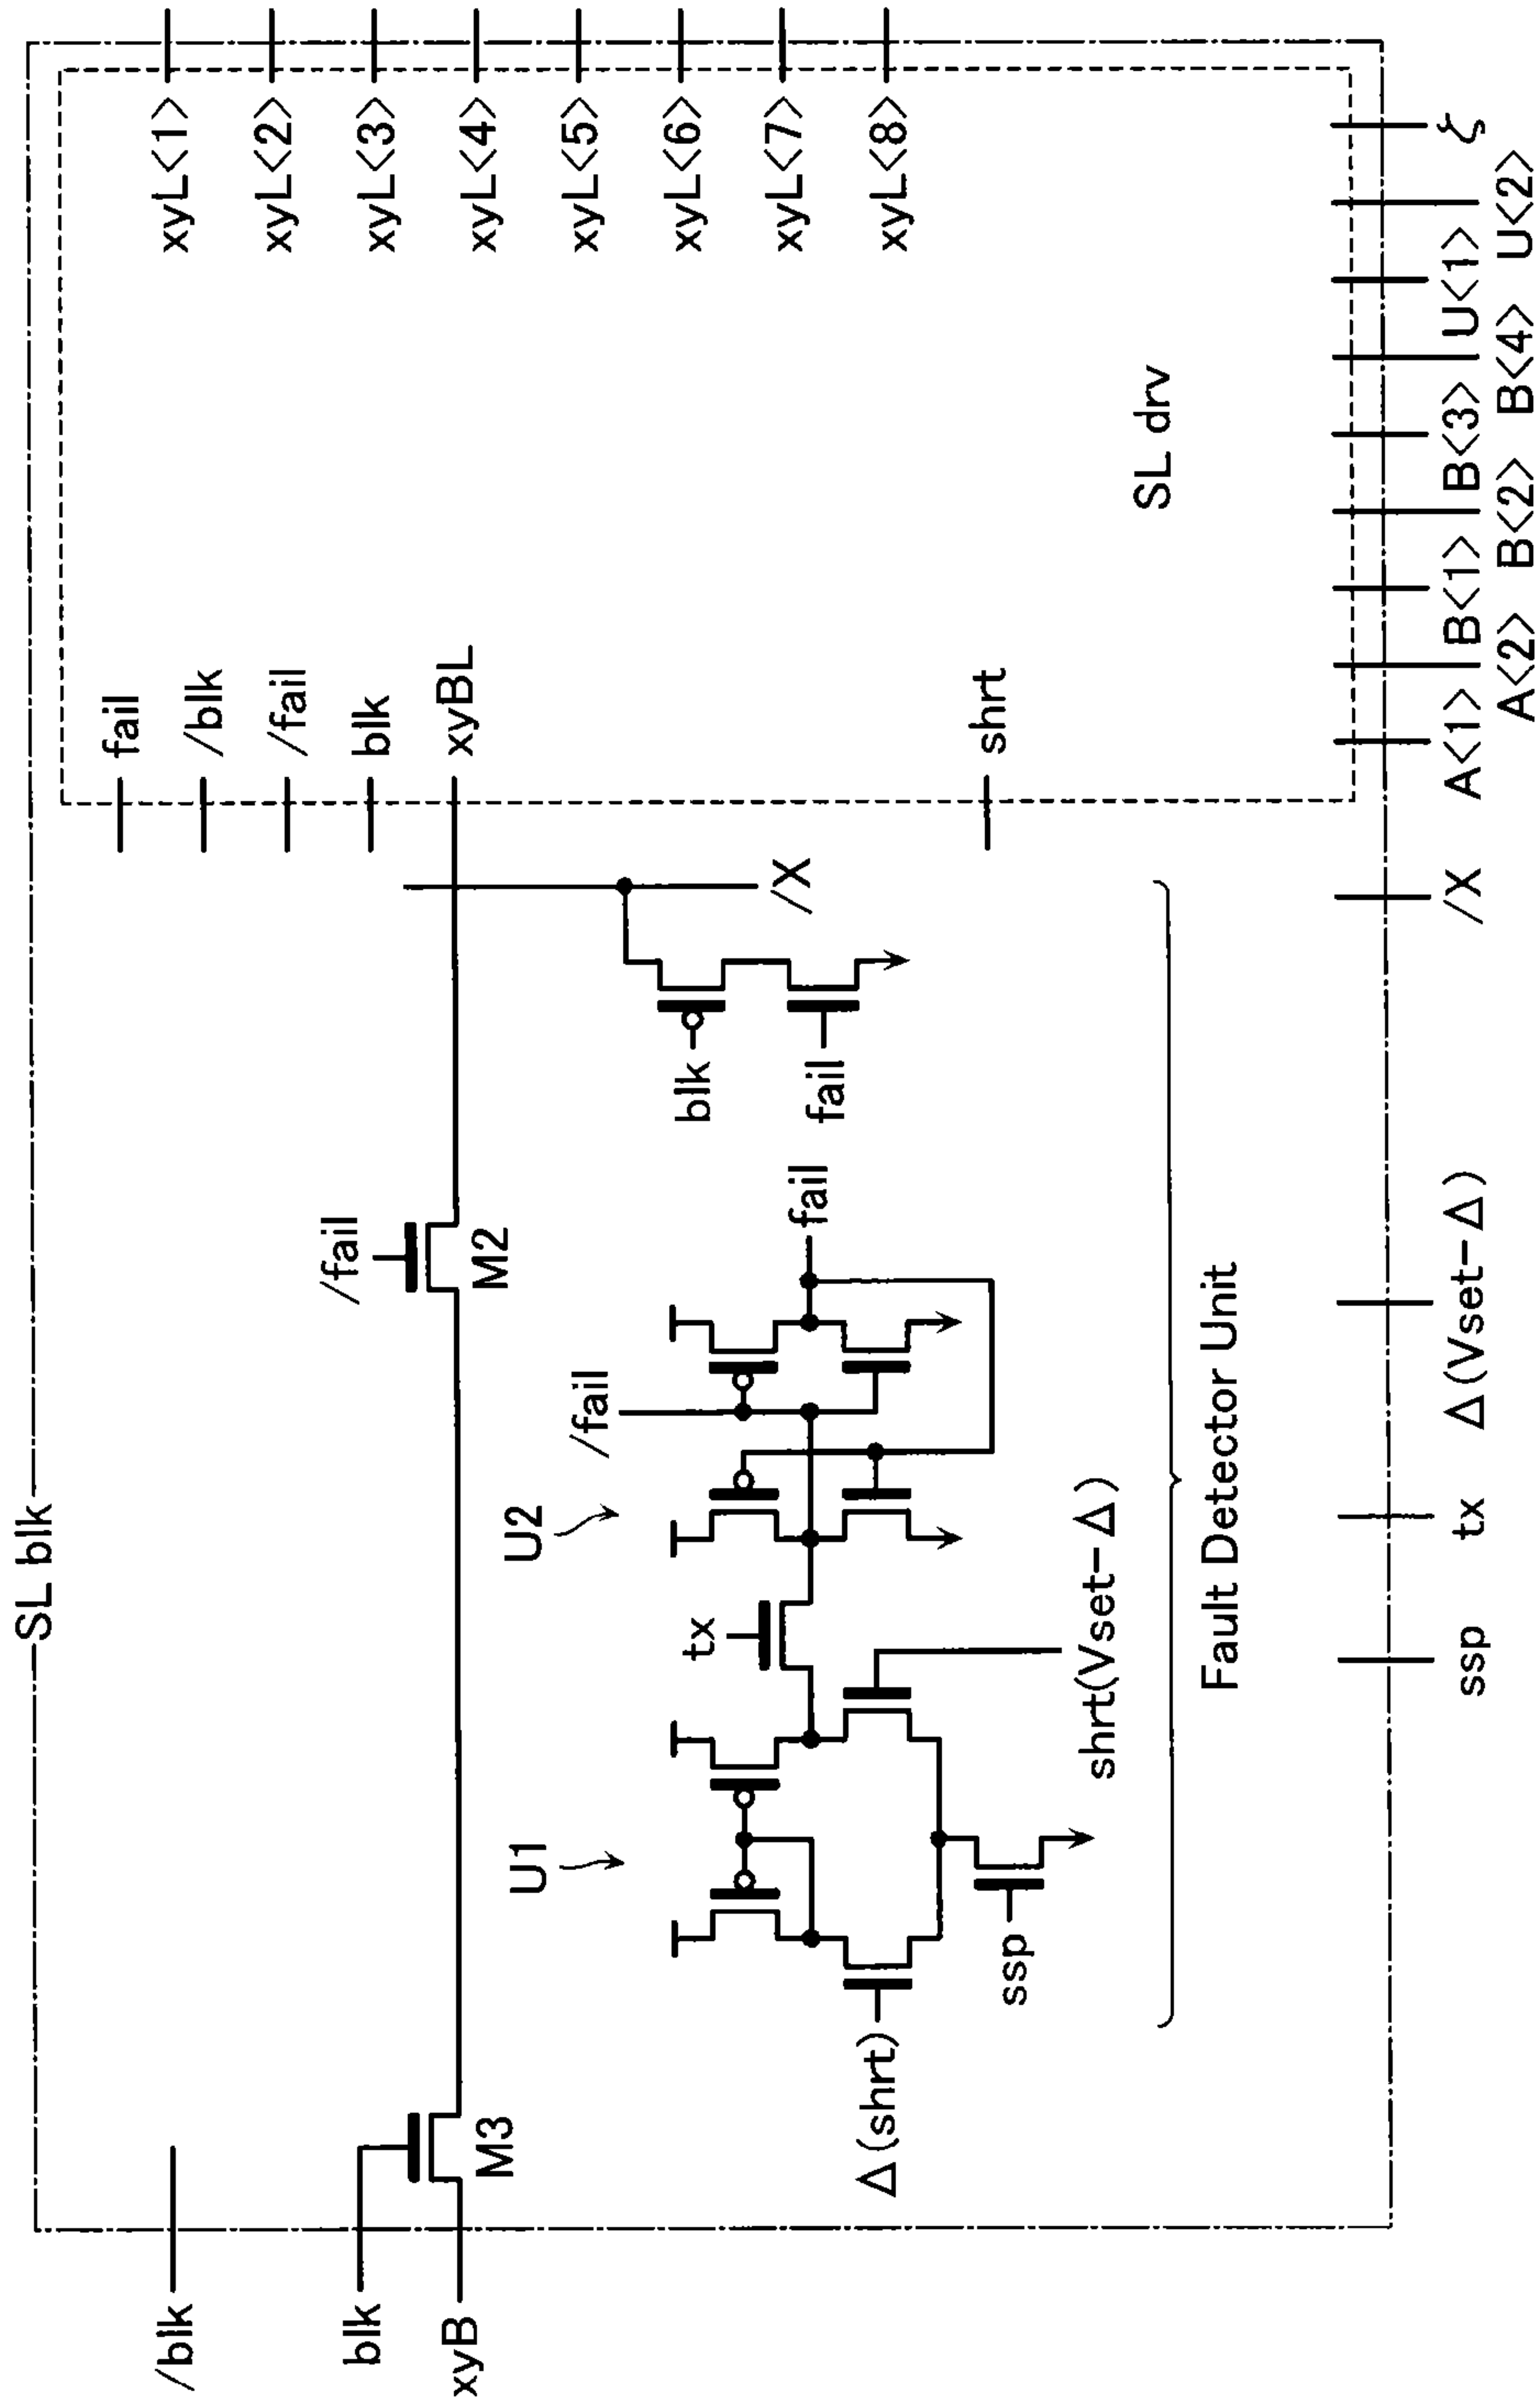 SL blk
/blk
blk
xyB
M3
/fail
M2
fail
/blk
/fail
blk
xyBL
xyL<1>
xyL<2>
xyL<3>
xyL<4>
xyL<5>
xyL<6>
xyL<7>
xyL<8>
U1
U2
tx
/fail
fail
blk
fail
/X
shrt
SL drv
Δ(shrt)
ssp
shrt(Vset-Δ)
Fault Detector Unit
ssp
tx
Δ(Vset-Δ)
/X
A<1>
B<1>
B<3>
U<1>
ζ
A<2>
B<2>
B<4>
U<2>